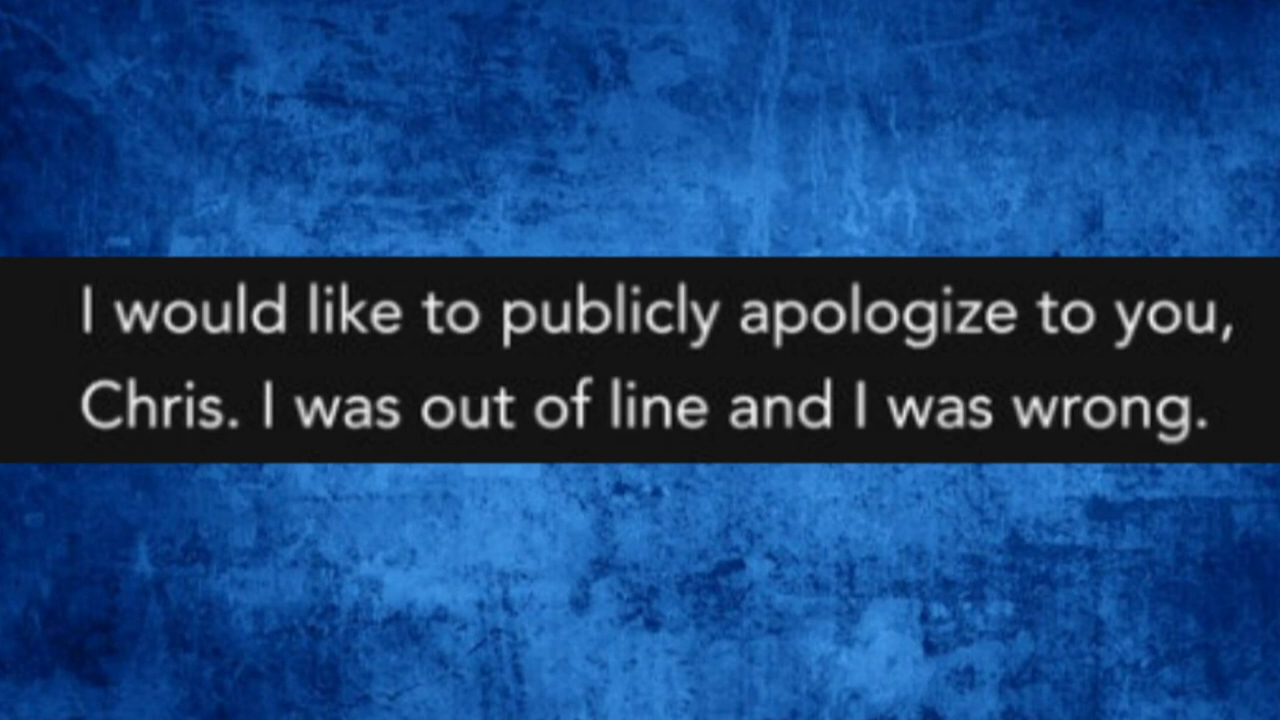 I would like to publicly apologize to you,
Chris. I was out of line and I was wrong.